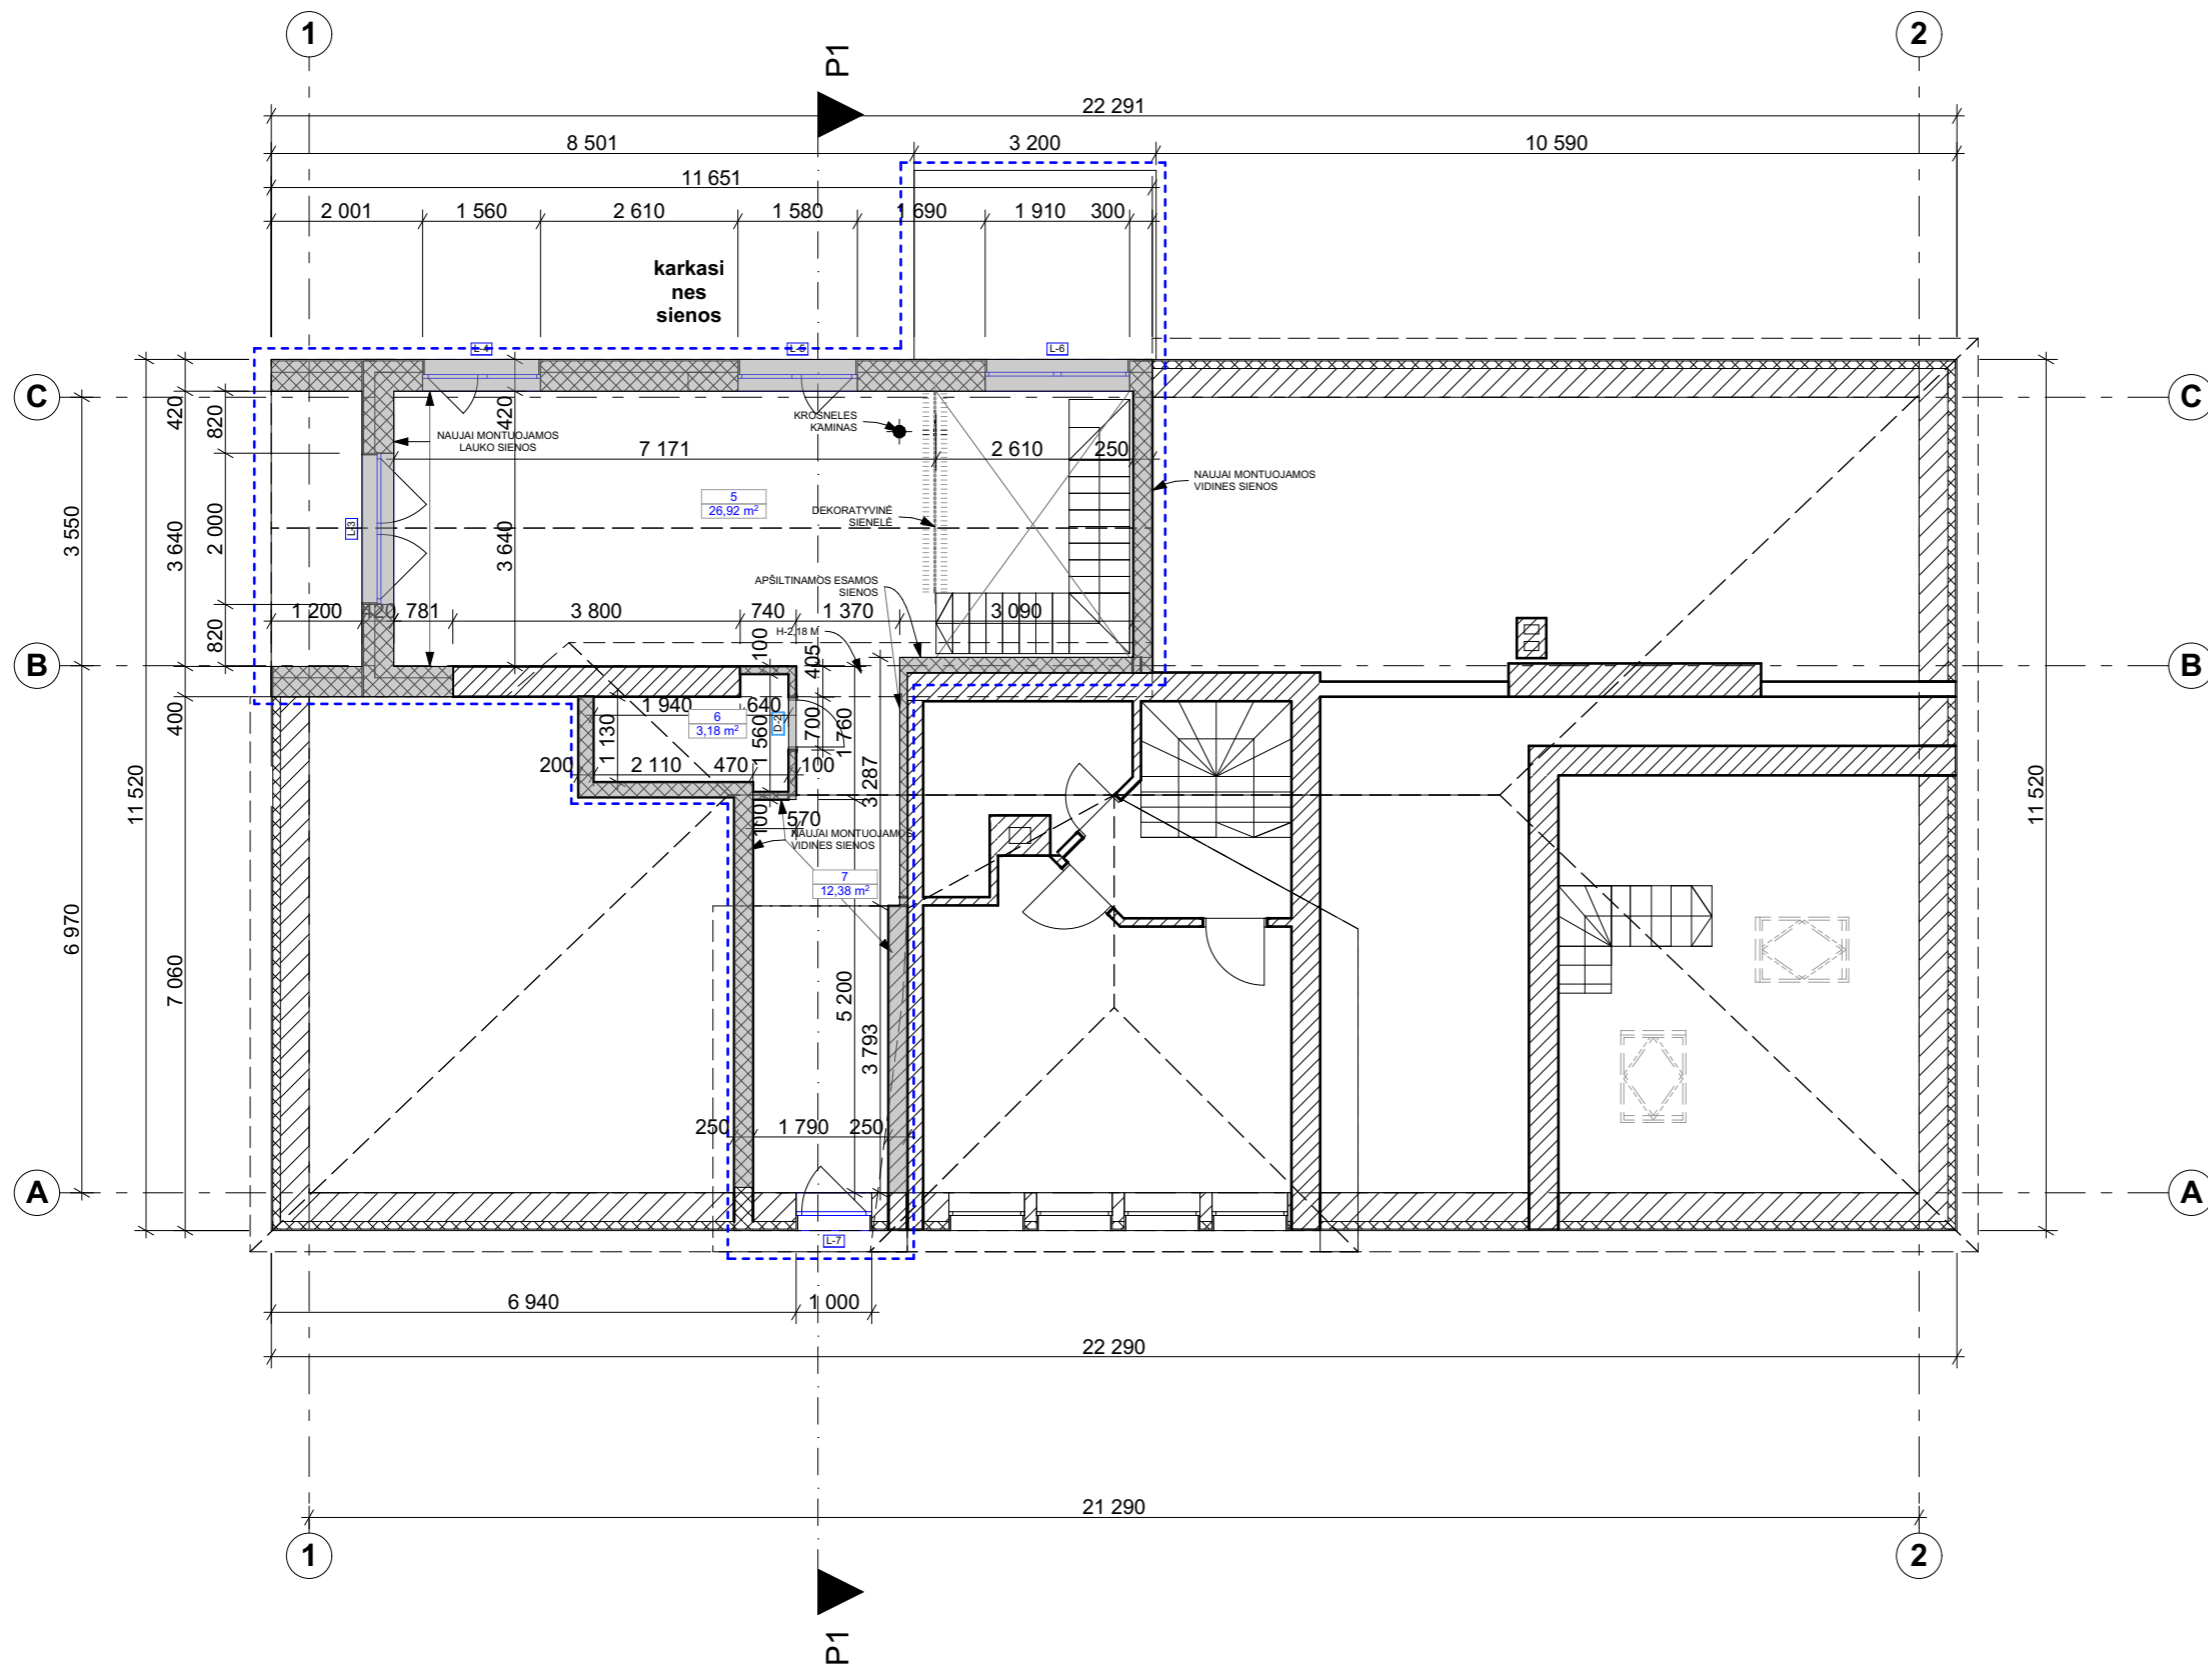 1
2
P1
22 291
8 501
3 200
10 590
11 651
2 001
1 560
2 610
1 580
1 690
1 910
300
karkasi
nes
sienos
L-4
L-5
L-6
C
C
420
820
420
KROSNELES
KAMINAS
NAUJAI MONTUOJAMOS
LAUKO SIENOS
7 171
2 610
250
NAUJAI MONTUOJAMOS
VIDINES SIENOS
5
26,92 m²
DEKORATYVINĖ
SIENELĖ
L-3
3 550
3 640
2 000
3 640
APŠILTINAMOS ESAMOS
SIENOS
1 200
420
781
3 800
740
1 370
3 090
H-2,18 M
820
100
405
B
B
400
1 940
640
6
3,18 m²
D-2
1 130
1 560
700
1 760
200
2 110
470
100
3 287
11 520
11 520
100
570
NAUJAI MONTUOJAMOS
VIDINES SIENOS
7
12,38 m²
6 970
7 060
5 200
3 793
250
1 790
250
A
A
L-7
6 940
1 000
22 290
21 290
1
2
P1